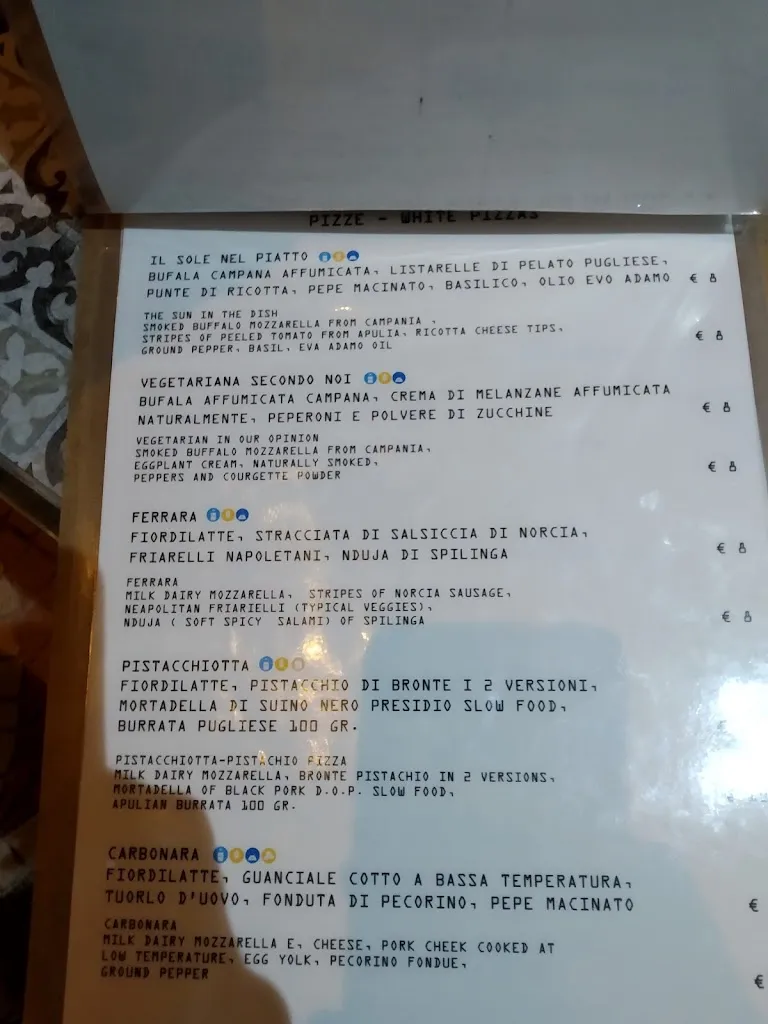 PIZZE - WHITE PIZZAS
IL SOLE NEL PIATTO
BUFALA CAMPANA AFFUMICATA, LISTARELLE DI PELATO PUGLIESE,
PUNTE DI RICOTTA, PEPE MACINATO, BASILICO, OLIO EVO ADAMO € 8
THE SUN IN THE DISH
SMOKED BUFFALO MOZZARELLA FROM CAMPANIA ,
STRIPES OF PEELED TOMATO FROM APULIA, RICOTTA CHEESE TIPS, € 8
GROUND PEPPER, BASIL, EVA ADAMO OIL
VEGETARIANA SECONDO NOI
BUFALA AFFUMICATA CAMPANA, CREMA DI MELANZANE AFFUMICATA
NATURALMENTE, PEPERONI E POLVERE DI ZUCCHINE € 8
VEGETARIAN IN OUR OPINION
SMOKED BUFFALO MOZZARELLA FROM CAMPANIA,
EGGPLANT CREAM, NATURALLY SMOKED, € 8
PEPPERS AND COURGETTE POWDER
FERRARA
FIORDILATTE, STRACCIATA DI SALSICCIA DI NORCIA,
FRIARELLI NAPOLETANI, NDUJA DI SPILINGA € 8
FERRARA
MILK DAIRY MOZZARELLA, STRIPES OF NORCIA SAUSAGE,
NEAPOLITAN FRIARIELLI (TYPICAL VEGGIES),
NDUJA ( SOFT SPICY SALAMI) OF SPILINGA € 8
PISTACCHIOTTA
FIORDILATTE, PISTACCHIO DI BRONTE I 2 VERSIONI,
MORTADELLA DI SUINO NERO PRESIDIO SLOW FOOD,
BURRATA PUGLIESE 100 GR. €
PISTACCHIOTTA-PISTACHIO PIZZA
MILK DAIRY MOZZARELLA, BRONTE PISTACHIO IN 2 VERSIONS,
MORTADELLA OF BLACK PORK D.O.P. SLOW FOOD,
APULIAN BURRATA 100 GR.
CARBONARA
FIORDILATTE, GUANCIALE COTTO A BASSA TEMPERATURA,
TUORLO D'UOVO, FONDUTA DI PECORINO, PEPE MACINATO €
CARBONARA
MILK DAIRY MOZZARELLA E, CHEESE, PORK CHEEK COOKED AT
LOW TEMPERATURE, EGG YOLK, PECORINO FONDUE,
GROUND PEPPER €